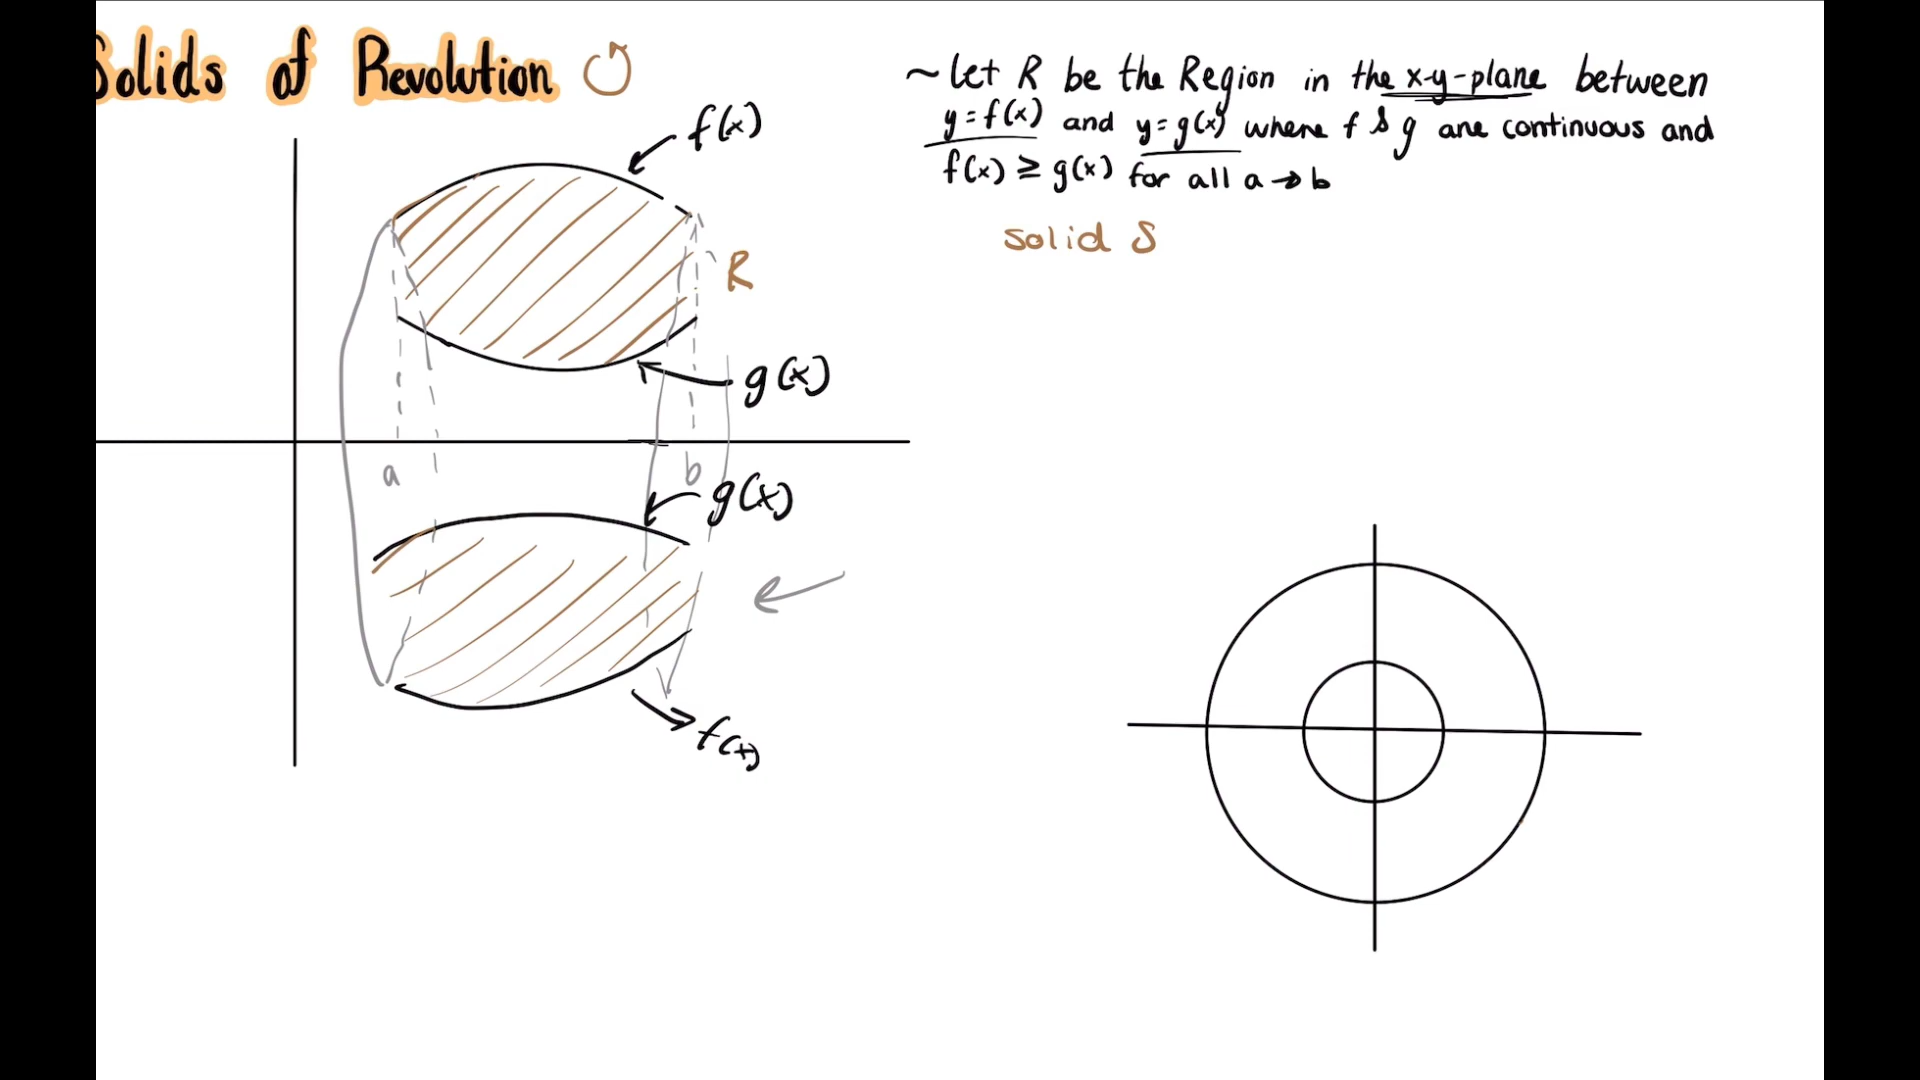 Solids of Revolution
~ Let R be the Region in the x-y-plane between
y = f(x) and y = g(x) where f & g are continuous and
f(x) ≥ g(x) for all a → b
solid S
f(x)
R
g(x)
a
b
g(x)
f(x)